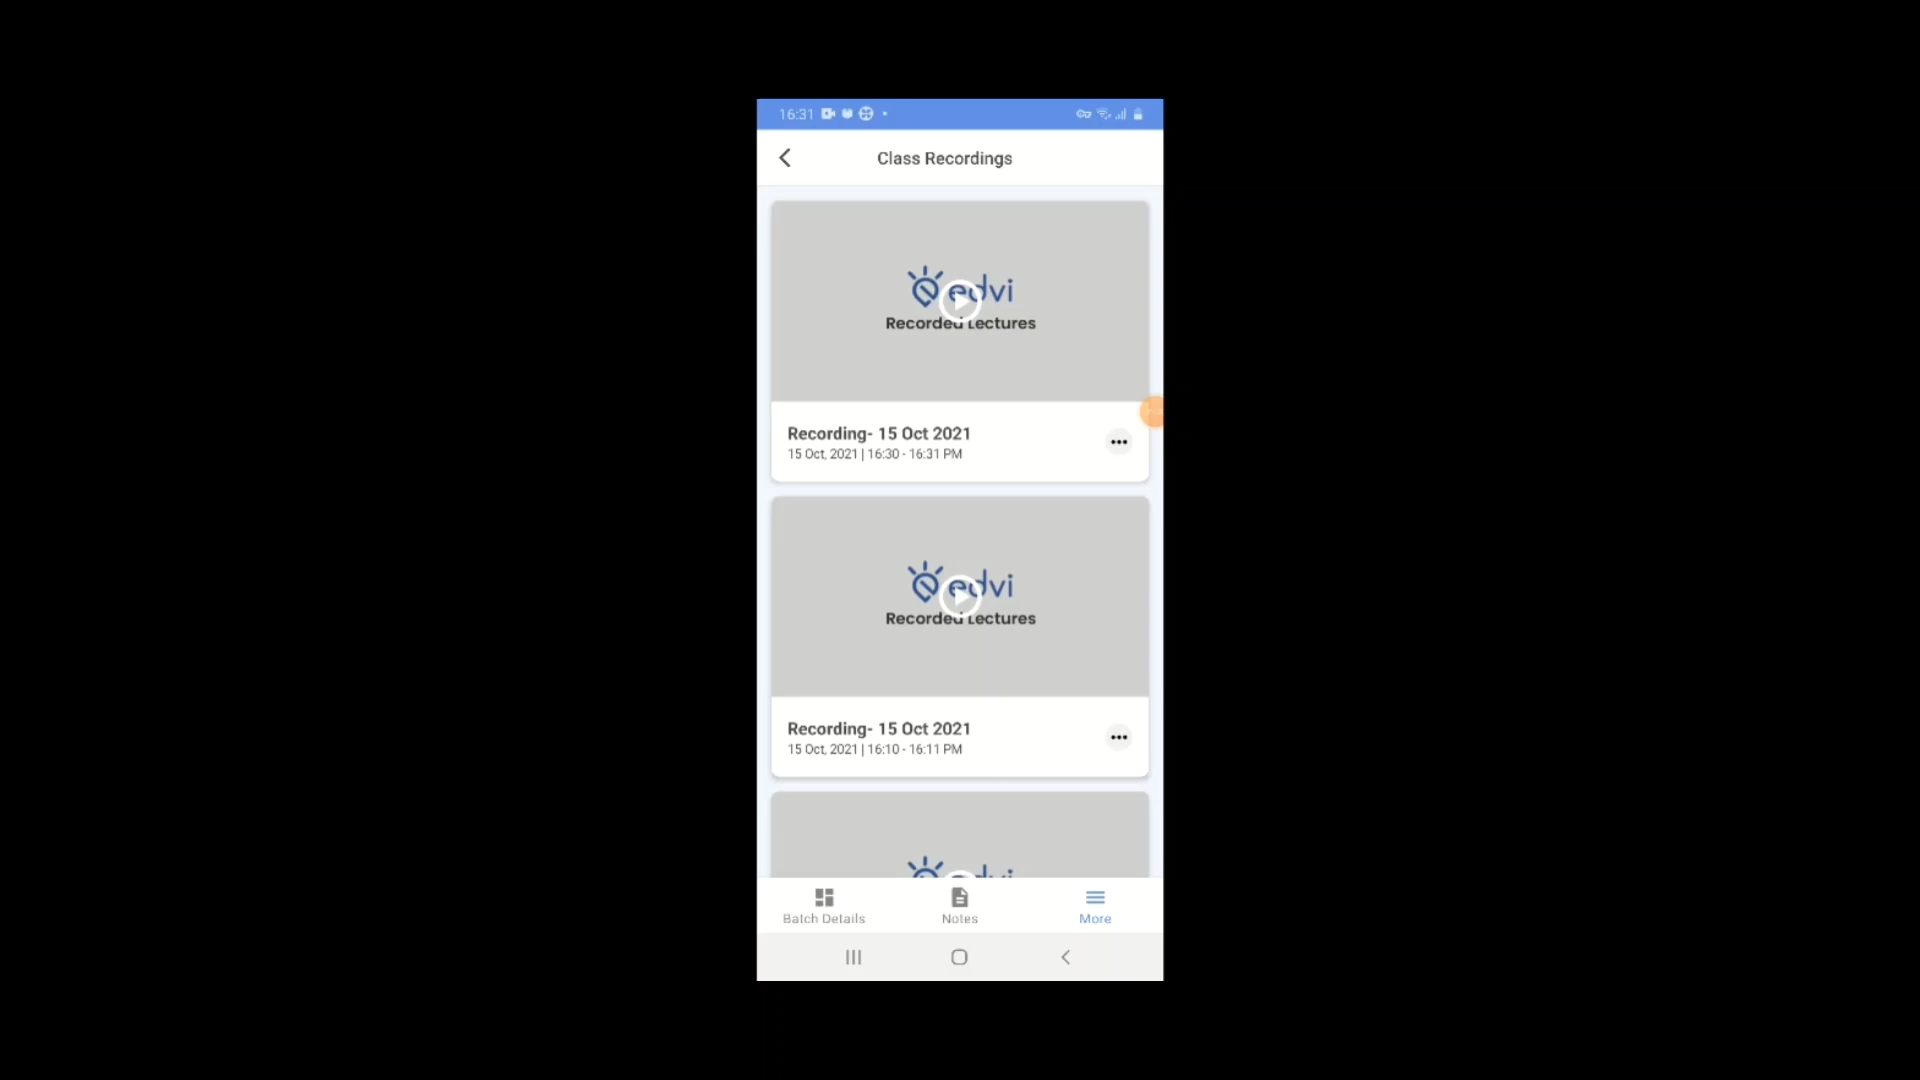 16:31
Class Recordings
edvi
Recorded Lectures
Recording- 15 Oct 2021
15 Oct, 2021 | 16:30 - 16:31 PM
edvi
Recorded Lectures
Recording- 15 Oct 2021
15 Oct, 2021 | 16:10 - 16:11 PM
Batch Details
Notes
More